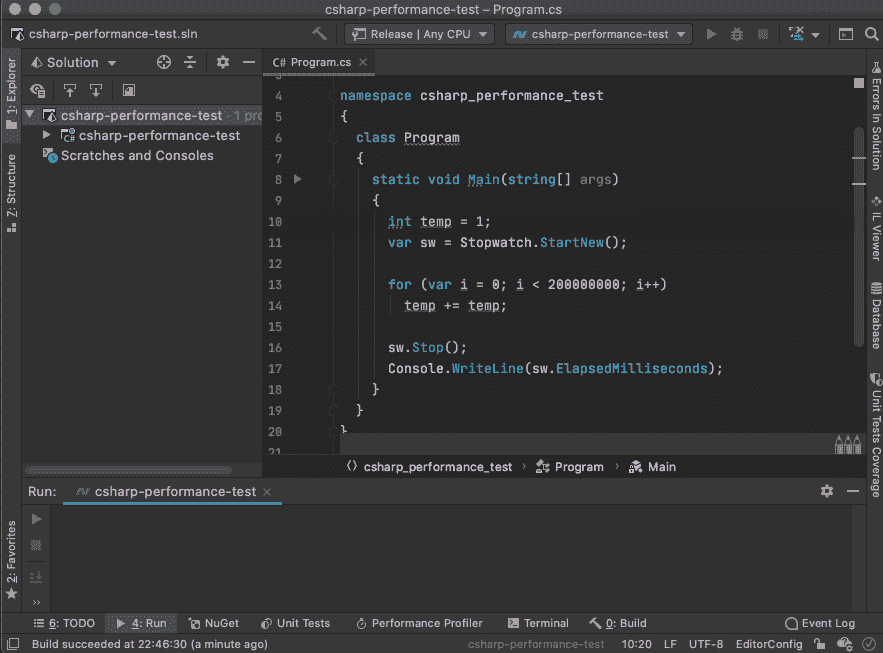 csharp-performance-test – Program.cs
csharp-performance-test.sln
Release | Any CPU
csharp-performance-test
1: Explorer
Solution
C# Program.cs
csharp-performance-test
1
csharp-performance-test
Scratches and Consoles
Z: Structure
4 namespace csharp_performance_test
5 {
6 class Program
7 {
8 static void Main(string[] args)
9 {
10 int temp = 1;
11 var sw = Stopwatch.StartNew();
12
13 for (var i = 0; i < 200000000; i++)
14 temp += temp;
15
16 sw.Stop();
17 Console.WriteLine(sw.ElapsedMilliseconds);
18 }
19 }
20 }
21
Errors In Solution
IL Viewer
Database
Unit Tests Coverage
csharp_performance_test › Program › Main
Run: csharp-performance-test
2: Favorites
6: TODO 4: Run NuGet Unit Tests Performance Profiler Terminal 0: Build Event Log
Build succeeded at 22:46:30 (a minute ago) csharp-performance-test 10:20 LF UTF-8 EditorConfig